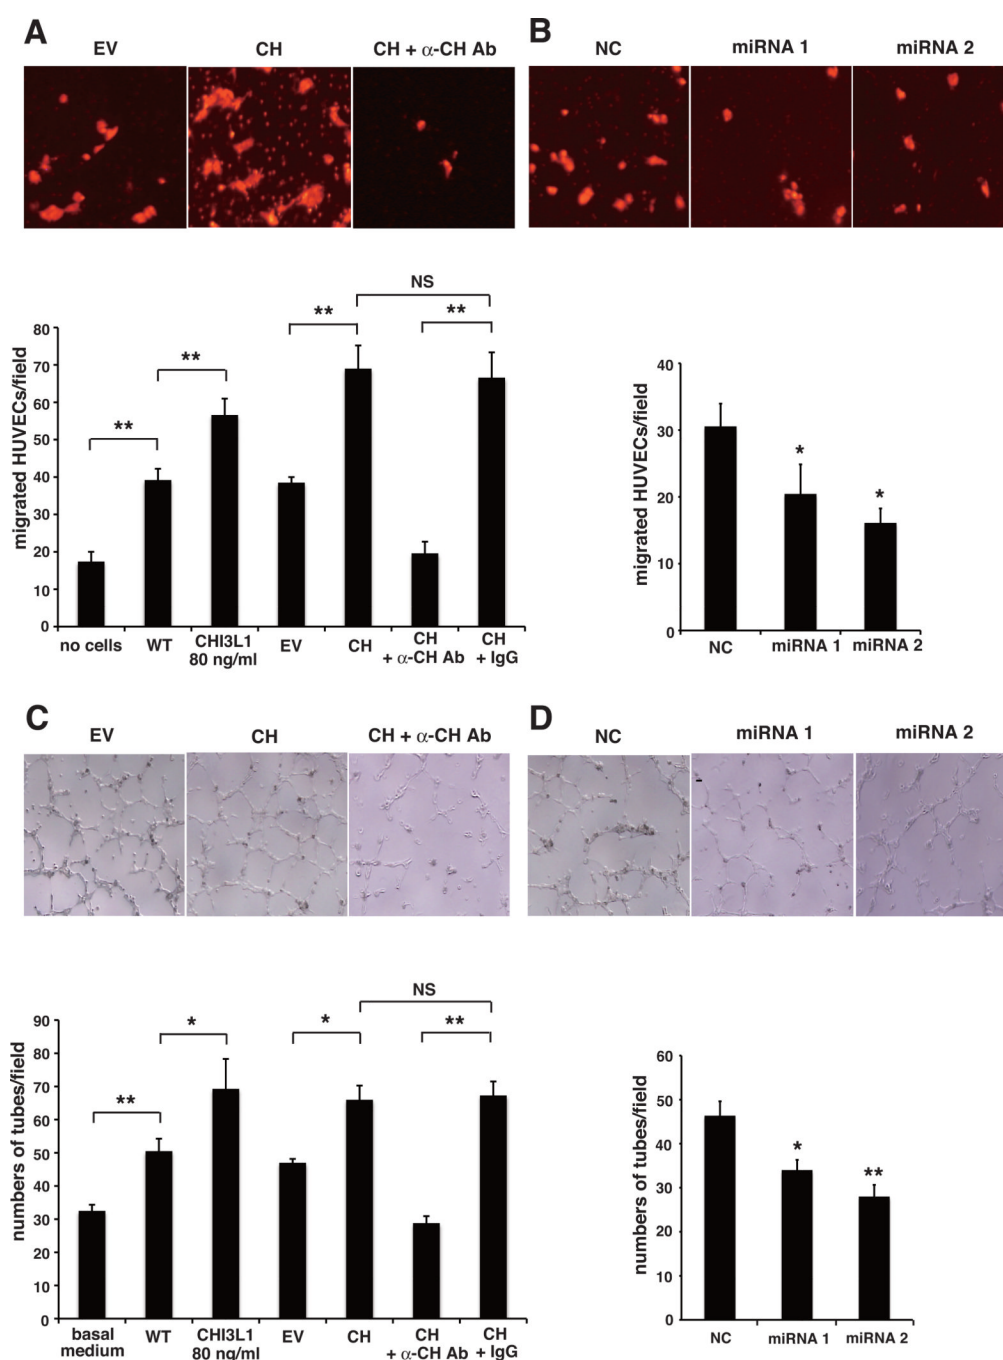 A
EV
CH
CH + α-CH Ab
B
NC
miRNA 1
miRNA 2
migrated HUVECs/field
80
70
60
50
40
30
20
10
0
**
**
**
NS
**
no cells
WT
CHI3L1
80 ng/ml
EV
CH
CH
+ α-CH Ab
CH
+ IgG
migrated HUVECs/field
40
30
20
10
0
*
*
NC
miRNA 1
miRNA 2
C
EV
CH
CH + α-CH Ab
D
NC
miRNA 1
miRNA 2
numbers of tubes/field
90
80
70
60
50
40
30
20
10
0
**
*
*
NS
**
basal
medium
WT
CHI3L1
80 ng/ml
EV
CH
CH
+ α-CH Ab
CH
+ IgG
numbers of tubes/field
60
50
40
30
20
10
0
*
**
NC
miRNA 1
miRNA 2